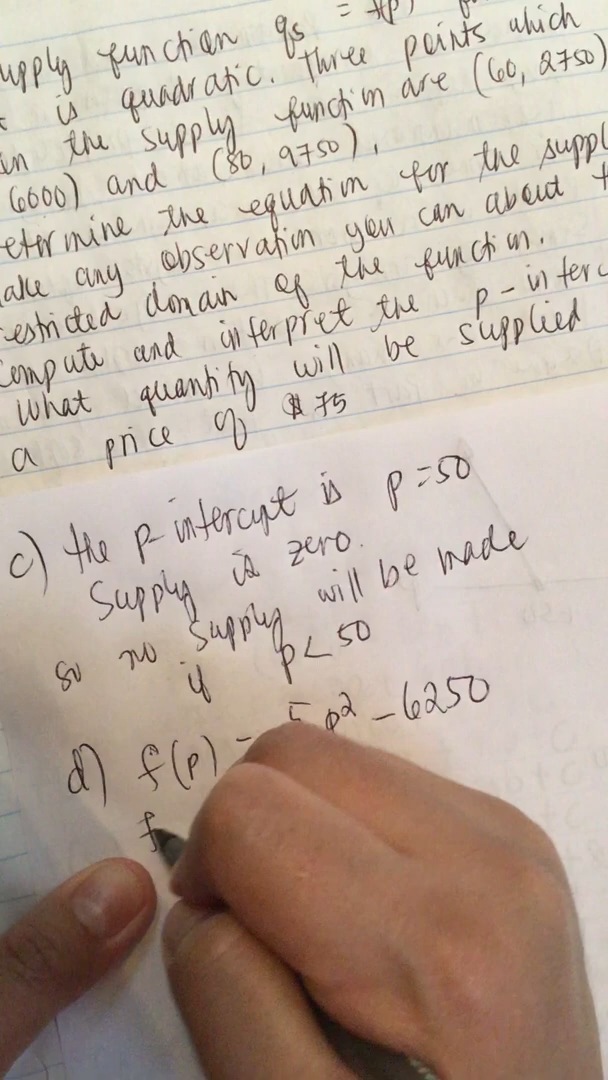 upply function qs = f(p)
t is quadratic. Three points which
in the supply function are (60, 2750)
6000) and (80, 9750),
etermine the equation for the suppl
ake any observation you can about t
restricted domain of the function.
compute and interpret the p-interc
What quantity will be supplied
a price of $75
c) the p-intercept is p=50
Supply is zero.
so no supply will be made
if p<50
d) f(p) = 5p² - 6250
f